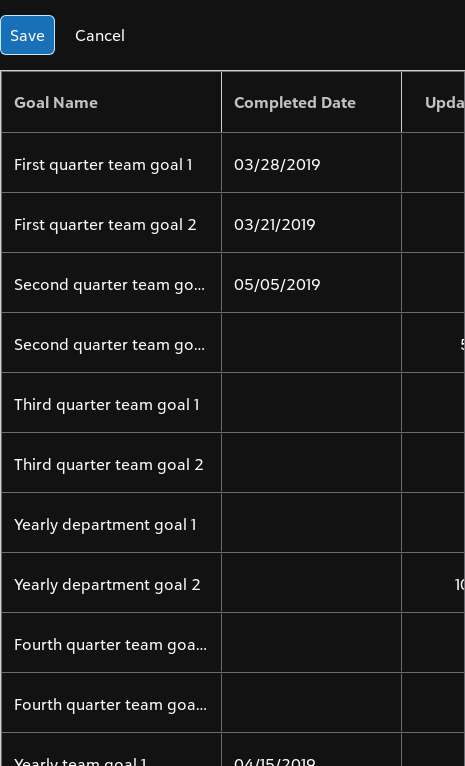 Save Cancel
Goal Name Completed Date Upda
First quarter team goal 1 03/28/2019
First quarter team goal 2 03/21/2019
Second quarter team go... 05/05/2019
Second quarter team go...
Third quarter team goal 1
Third quarter team goal 2
Yearly department goal 1
Yearly department goal 2 10
Fourth quarter team goa...
Fourth quarter team goa...
Yearly team goal 1 04/15/2019